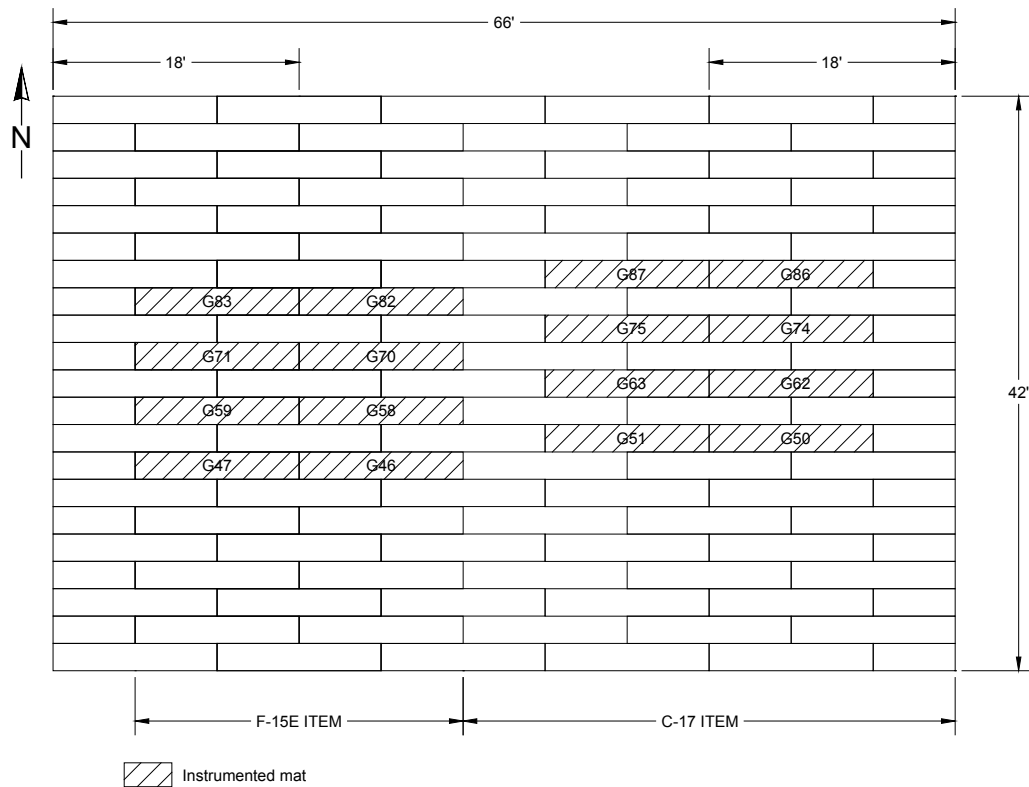 66'
18'
18'
N
G87
G86
G83
G82
G75
G74
G71
G70
G63
G62
42'
G59
G58
G51
G50
G47
G46
F-15E ITEM
C-17 ITEM
Instrumented mat